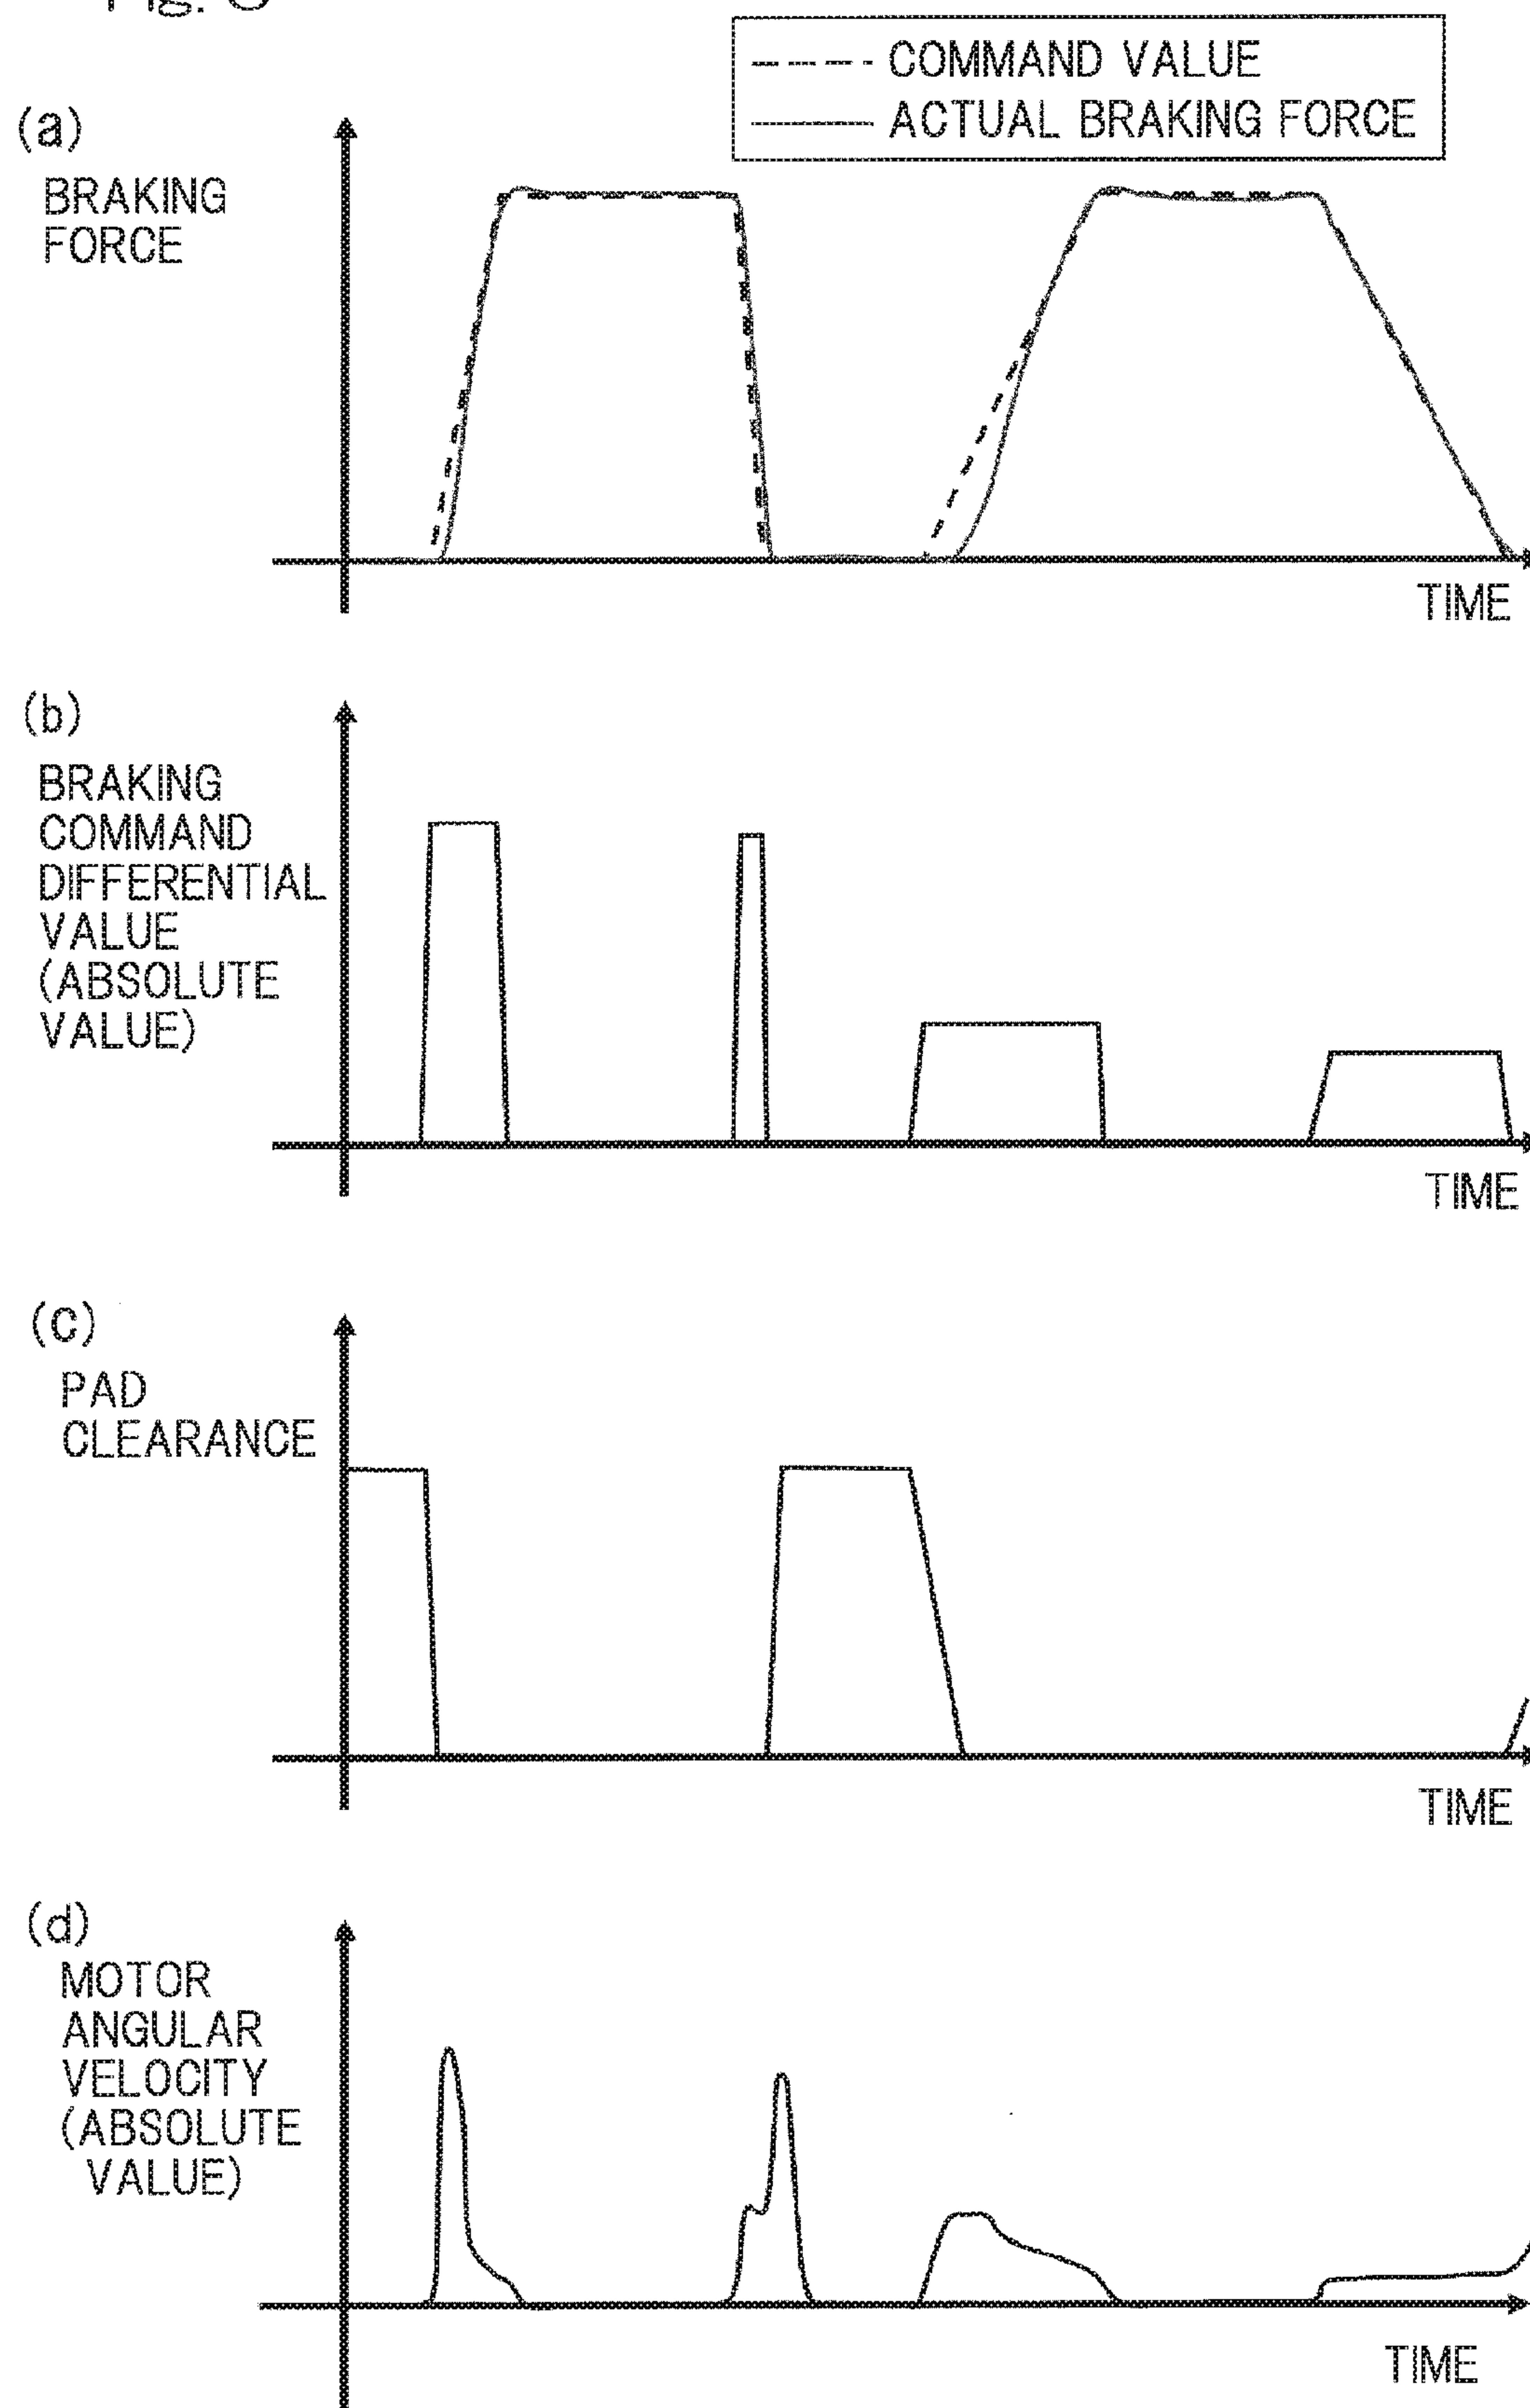 COMMAND VALUE
ACTUAL BRAKING FORCE
(a)
BRAKING
FORCE
TIME
(b)
BRAKING
COMMAND
DIFFERENTIAL
VALUE
(ABSOLUTE
VALUE)
TIME
(c)
PAD
CLEARANCE
TIME
(d)
MOTOR
ANGULAR
VELOCITY
(ABSOLUTE
VALUE)
TIME